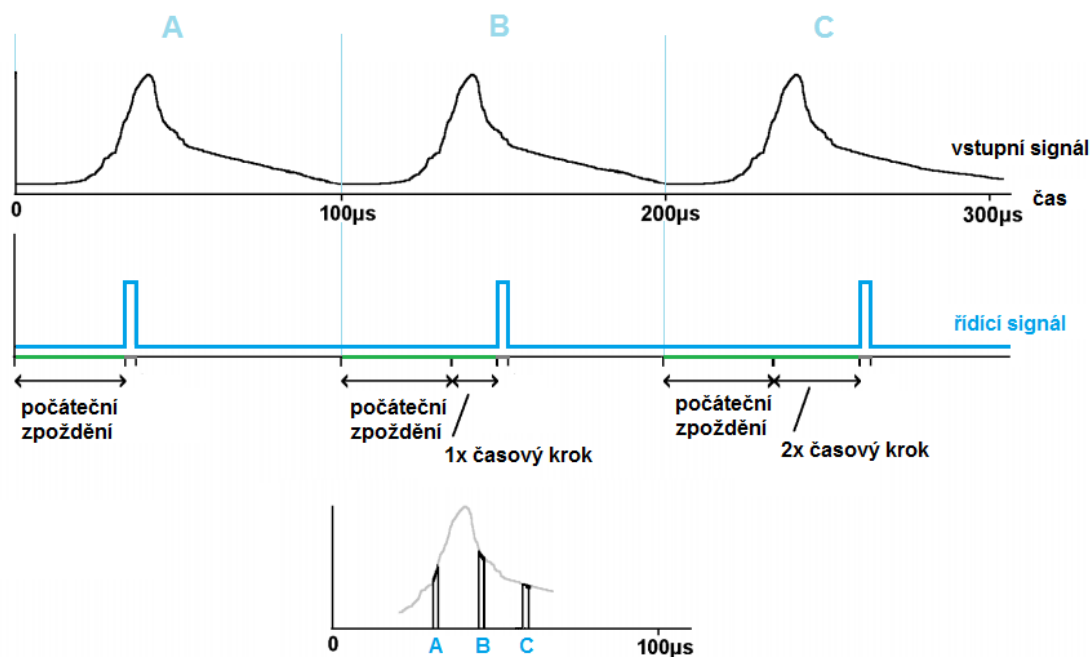 A B C
vstupní signál
0 100µs 200µs 300µs čas
řídící signál
počáteční
zpoždění
počáteční
zpoždění
1x časový krok
počáteční
zpoždění
2x časový krok
0 A B C 100µs